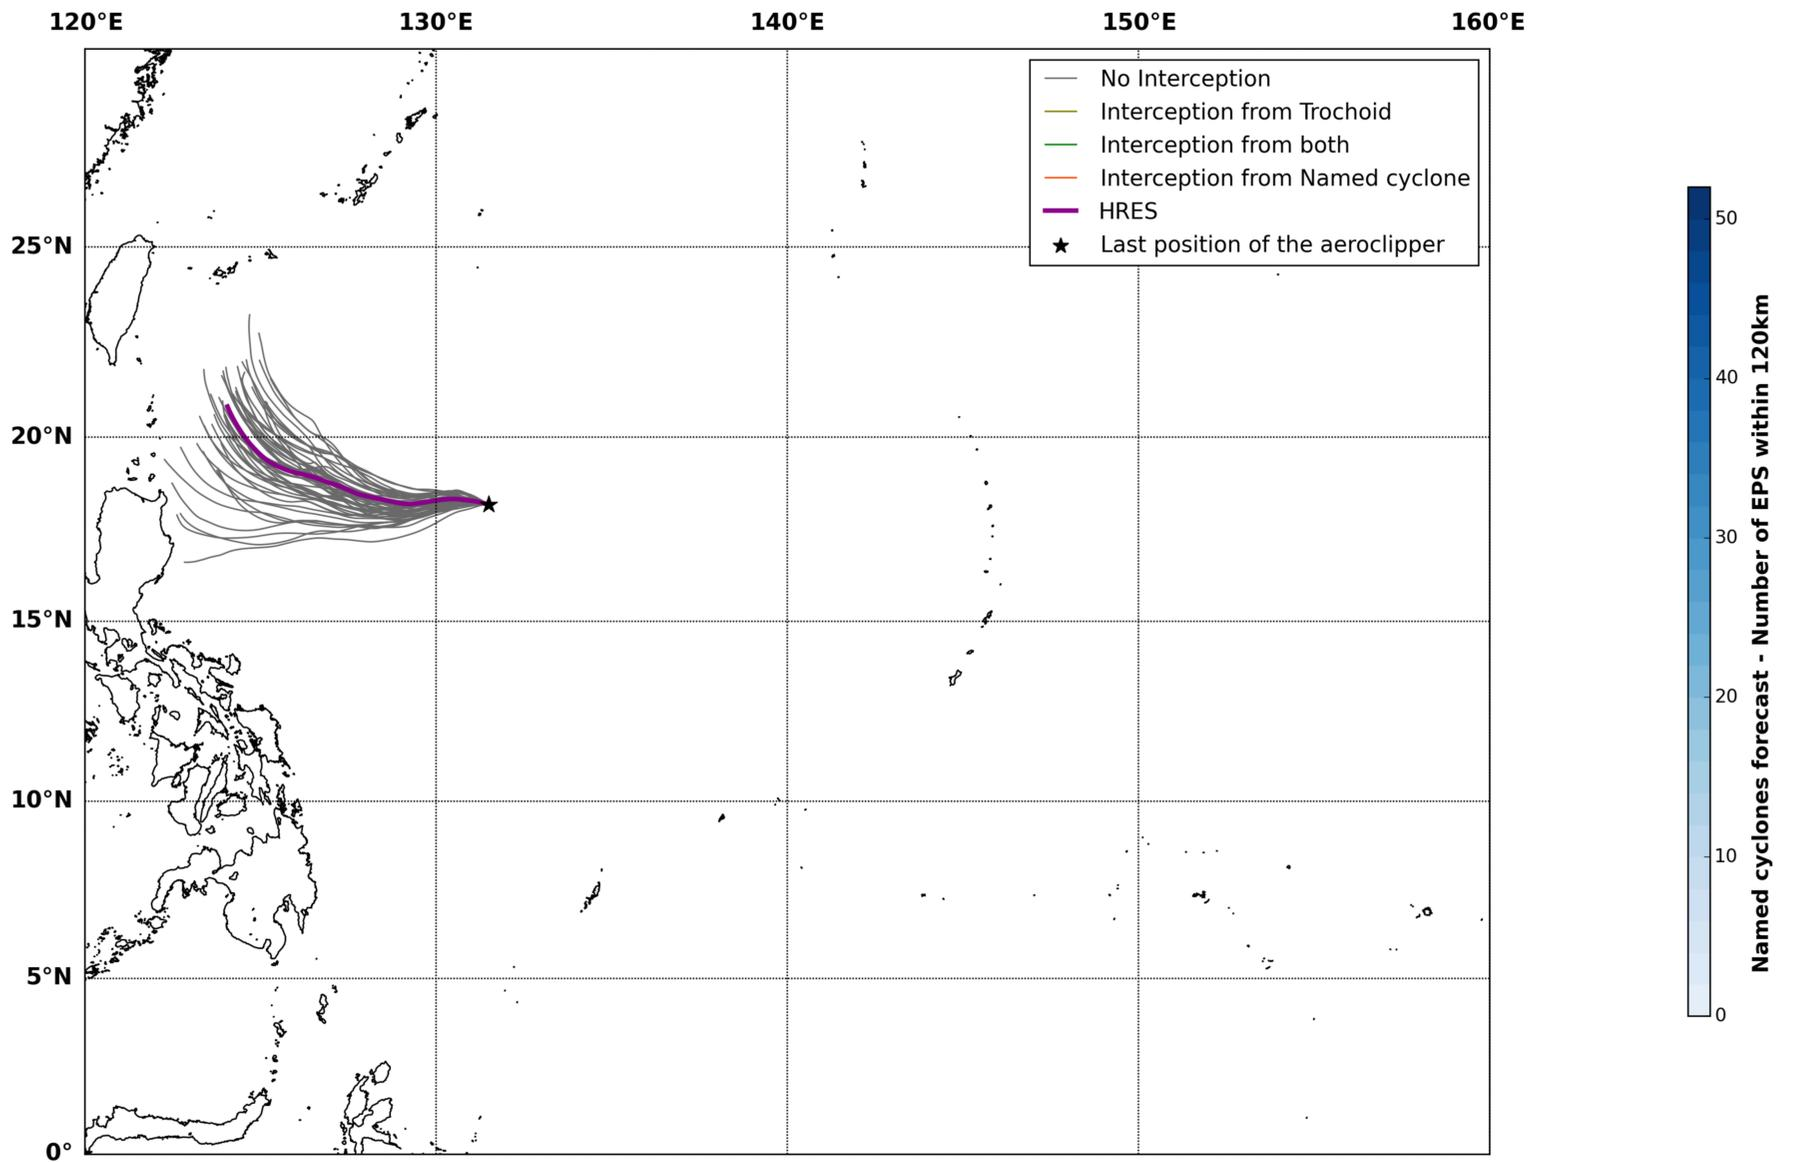 120°E 130°E 140°E 150°E 160°E
No Interception
Interception from Trochoid
Interception from both
Interception from Named cyclone
HRES
Last position of the aeroclipper
25°N
20°N
15°N
10°N
5°N
0°
50
40
30
20
10
0
Named cyclones forecast - Number of EPS within 120km